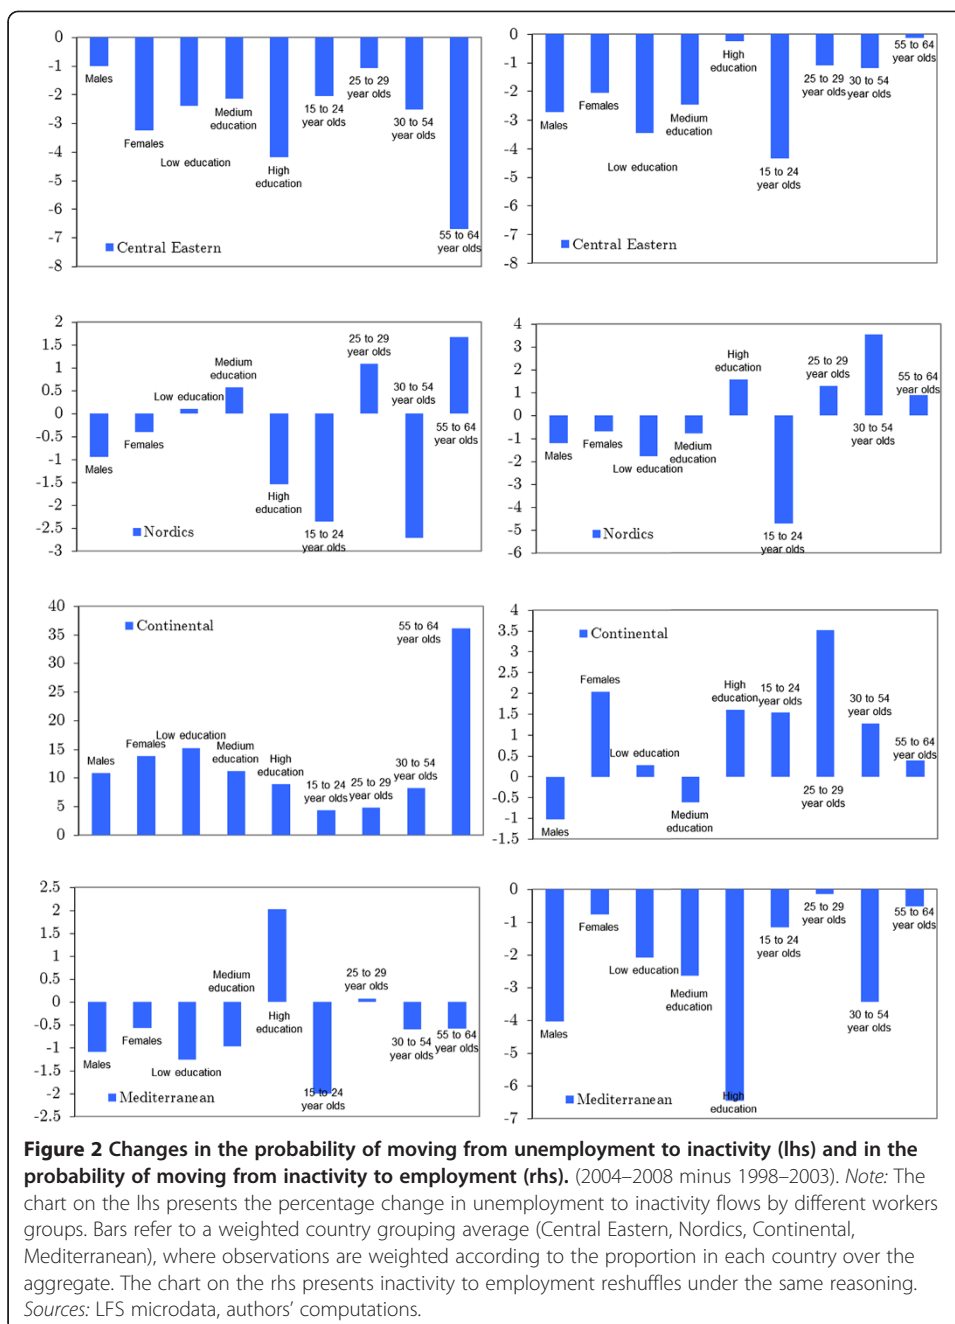 0
-1
-2
-3
-4
-5
-6
-7
-8
Males
Females
Low education
Medium
education
High
education
15 to 24
year olds
25 to 29
year olds
30 to 54
year olds
55 to 64
year olds
Central Eastern
0
-1
-2
-3
-4
-5
-6
-7
-8
Males
Females
Low education
Medium
education
High
education
15 to 24
year olds
25 to 29
year olds
30 to 54
year olds
55 to 64
year olds
Central Eastern
2
1.5
1
0.5
0
-0.5
-1
-1.5
-2
-2.5
-3
Males
Females
Low education
Medium
education
High
education
15 to 24
year olds
25 to 29
year olds
30 to 54
year olds
55 to 64
year olds
Nordics
4
3
2
1
0
-1
-2
-3
-4
-5
-6
Males
Females
Low education
Medium
education
High
education
15 to 24
year olds
25 to 29
year olds
30 to 54
year olds
55 to 64
year olds
Nordics
40
35
30
25
20
15
10
5
0
Continental
Males
Females
Low education
Medium
education
High
education
15 to 24
year olds
25 to 29
year olds
30 to 54
year olds
55 to 64
year olds
4
3.5
3
2.5
2
1.5
1
0.5
0
-0.5
-1
-1.5
Continental
Males
Females
Low education
Medium
education
High
education
15 to 24
year olds
25 to 29
year olds
30 to 54
year olds
55 to 64
year olds
2.5
2
1.5
1
0.5
0
-0.5
-1
-1.5
-2
-2.5
Males
Females
Low education
Medium
education
High
education
15 to 24
year olds
25 to 29
year olds
30 to 54
year olds
55 to 64
year olds
Mediterranean
0
-1
-2
-3
-4
-5
-6
-7
Males
Females
Low education
Medium
education
High
education
15 to 24
year olds
25 to 29
year olds
30 to 54
year olds
55 to 64
year olds
Mediterranean
Figure 2 Changes in the probability of moving from unemployment to inactivity (lhs) and in the
probability of moving from inactivity to employment (rhs). (2004–2008 minus 1998–2003). Note: The
chart on the lhs presents the percentage change in unemployment to inactivity flows by different workers
groups. Bars refer to a weighted country grouping average (Central Eastern, Nordics, Continental,
Mediterranean), where observations are weighted according to the proportion in each country over the
aggregate. The chart on the rhs presents inactivity to employment reshuffles under the same reasoning.
Sources: LFS microdata, authors’ computations.